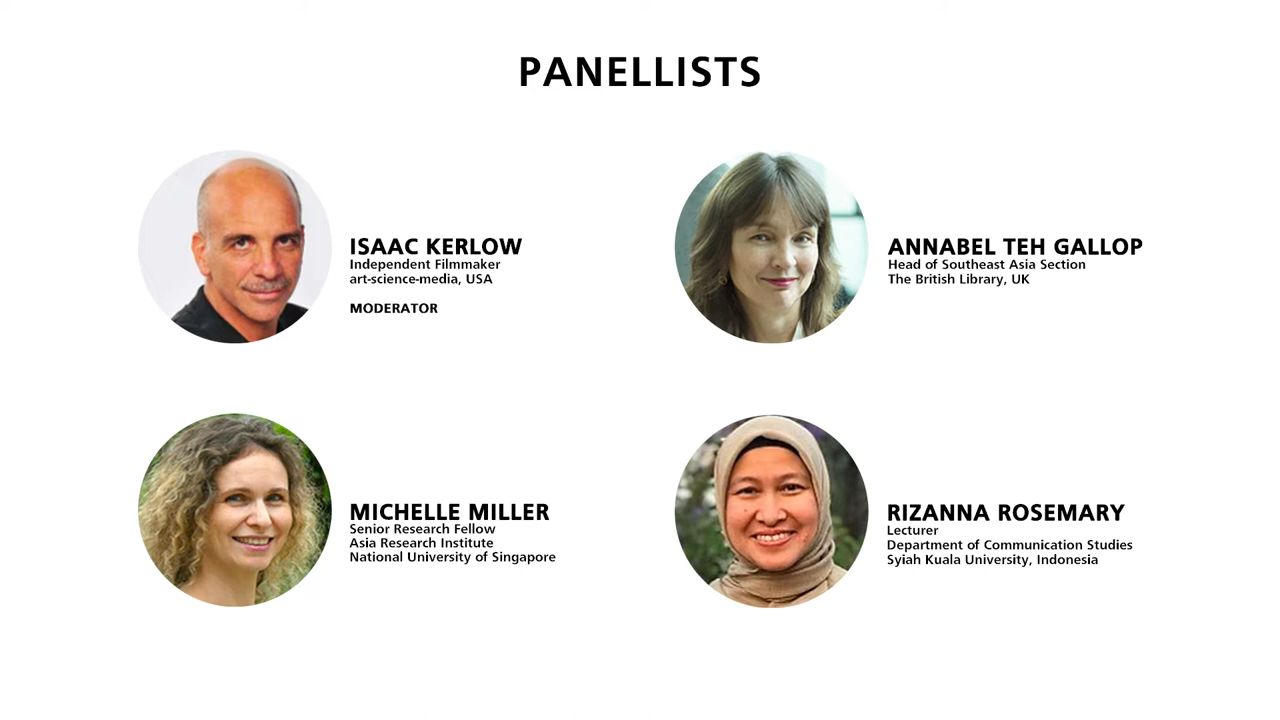 PANELLISTS
ISAAC KERLOW
Independent Filmmaker
art-science-media, USA
MODERATOR
ANNABEL TEH GALLOP
Head of Southeast Asia Section
The British Library, UK
MICHELLE MILLER
Senior Research Fellow
Asia Research Institute
National University of Singapore
RIZANNA ROSEMARY
Lecturer
Department of Communication Studies
Syiah Kuala University, Indonesia